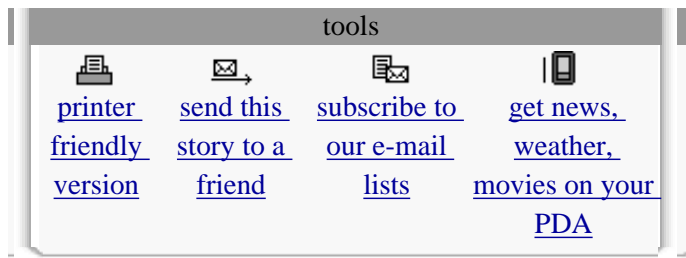 tools
printer
friendly
version
send this
story to a
friend
subscribe to
our e-mail
lists
get news,
weather,
movies on your
PDA